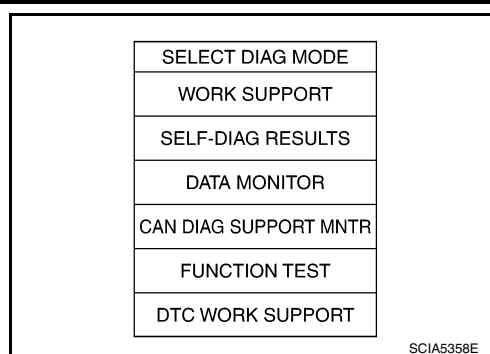 SELECT DIAG MODE
WORK SUPPORT
SELF-DIAG RESULTS
DATA MONITOR
CAN DIAG SUPPORT MNTR
FUNCTION TEST
DTC WORK SUPPORT
SCIA5358E